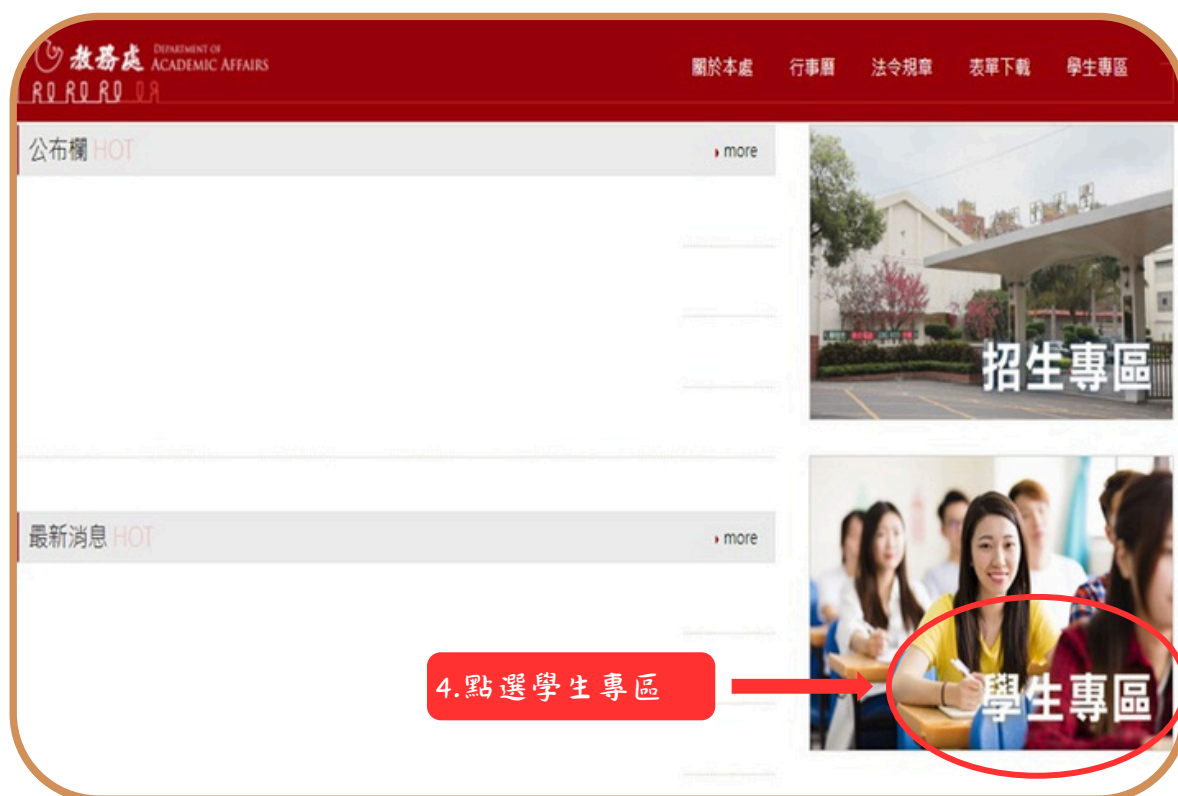 教務處 DEPARTMENT OF
ACADEMIC AFFAIRS
關於本處 行事曆 法令規章 表單下載 學生專區
公布欄 HOT more
招生專區
最新消息 HOT more
4.點選學生專區
學生專區